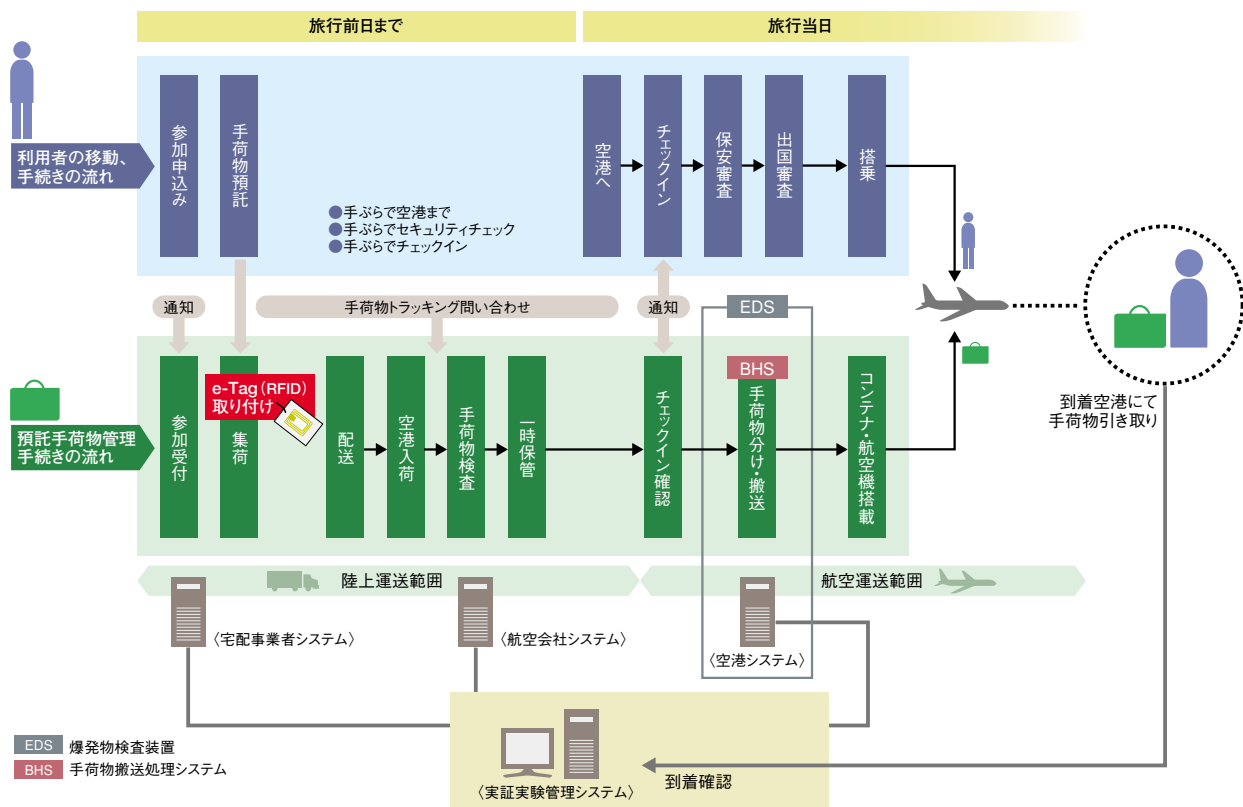 旅行前日まで
旅行当日
利用者の移動、
手続きの流れ
参加申込み
手荷物預託
●手ぶらで空港まで
●手ぶらでセキュリティチェック
●手ぶらでチェックイン
空港へ
チェックイン
保安審査
出国審査
搭乗
通知
手荷物トラッキング問い合わせ
通知
EDS
BHS
預託手荷物管理
手続きの流れ
参加受付
e-Tag(RFID)
取り付け
集荷
配送
空港入荷
手荷物検査
一時保管
チェックイン確認
手荷物分け・搬送
コンテナ・航空機搭載
到着空港にて
手荷物引き取り
陸上運送範囲
航空運送範囲
〈宅配事業者システム〉
〈航空会社システム〉
〈空港システム〉
EDS 爆発物検査装置
BHS 手荷物搬送処理システム
〈実証実験管理システム〉
到着確認